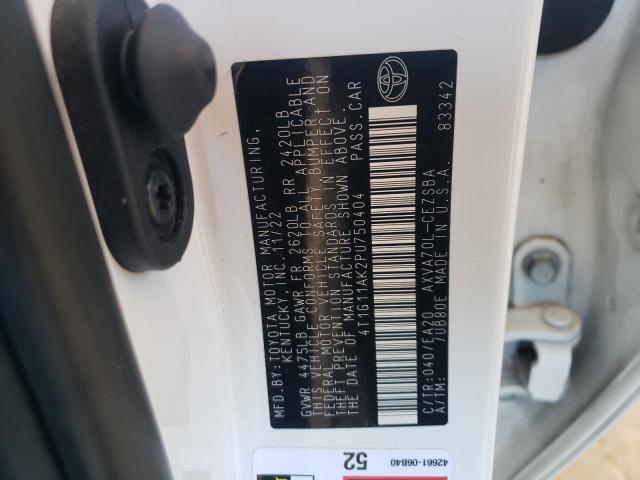 MFD.BY:TOYOTA MOTOR MANUFACTURING,
KENTUCKY, INC. 11/22
GVWR 4475LB GAWR FR 2620LB RR 2420LB
THIS VEHICLE CONFORMS TO ALL APPLICABLE
FEDERAL MOTOR VEHICLE SAFETY, BUMPER, AND
THEFT PREVENTION STANDARDS IN EFFECT ON
THE DATE OF MANUFACTURE SHOWN ABOVE.
4T1G11AK2PU750404 PASS.CAR
C/TR:040/EA20 AXVA70L-CEZSBA
A/TM: /UB80E MADE IN U.S.A.
83342
52
42661-06B40